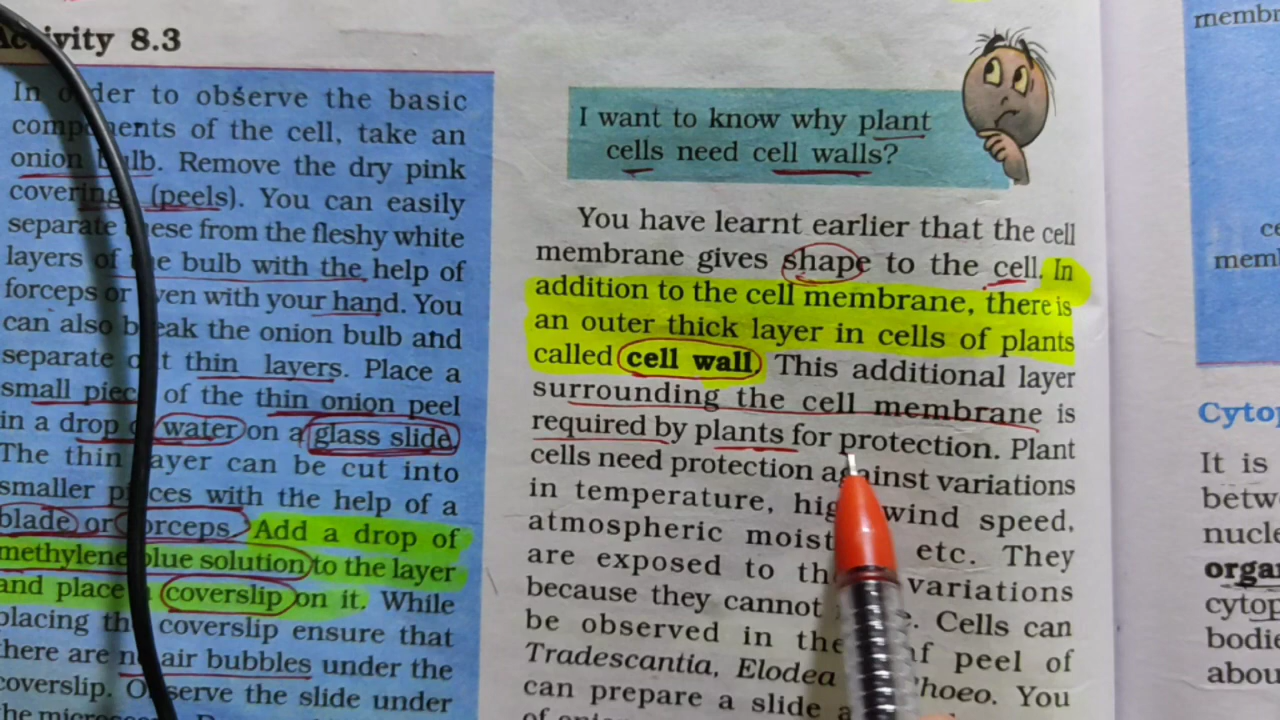 Activity 8.3
In order to observe the basic
components of the cell, take an
onion bulb. Remove the dry pink
covering (peels). You can easily
separate these from the fleshy white
layers of the bulb with the help of
forceps or even with your hand. You
can also break the onion bulb and
separate out thin layers. Place a
small piece of the thin onion peel
in a drop of water on a glass slide.
The thin layer can be cut into
smaller pieces with the help of a
blade or forceps. Add a drop of
methylene blue solution to the layer
and place a coverslip on it. While
placing the coverslip ensure that
there are no air bubbles under the
coverslip. Observe the slide under
the
I want to know why plant
cells need cell walls?
You have learnt earlier that the cell
membrane gives shape to the cell. In
addition to the cell membrane, there is
an outer thick layer in cells of plants
called cell wall. This additional layer
surrounding the cell membrane is
required by plants for protection. Plant
cells need protection against variations
in temperature, high wind speed,
atmospheric etc. They
are exposed to variations
because they cannot Cells can
be observed in the leaf peel of
Tradescantia, Elodea Rhoeo. You
can prepare a slide
of
membr
ce
mem
Cyto
It is
betw
nucle
organ
cytop
bodie
abou